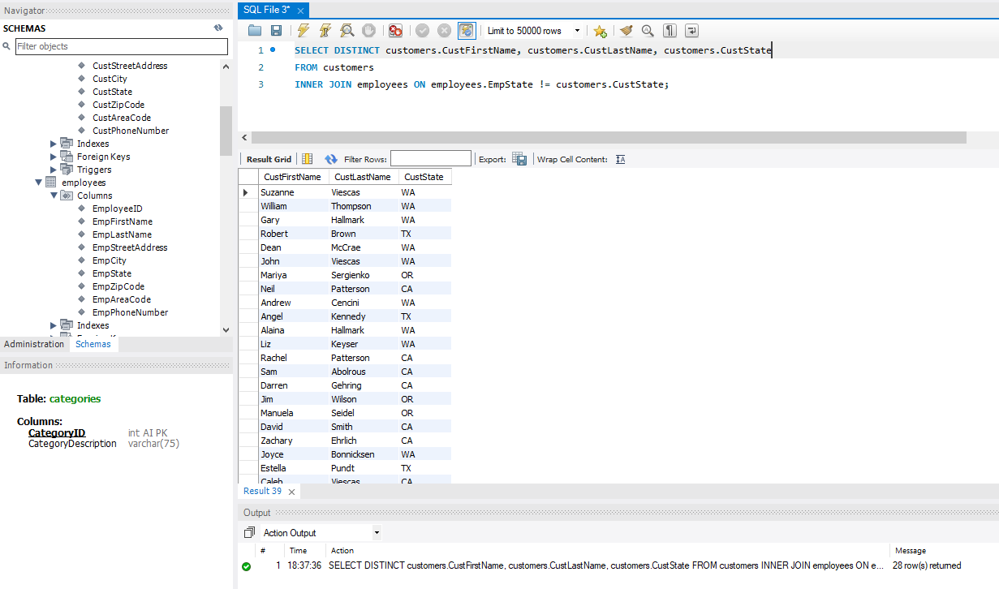 Navigator
SCHEMAS
Filter objects
CustStreetAddress
CustCity
CustState
CustZipCode
CustAreaCode
CustPhoneNumber
Indexes
Foreign Keys
Triggers
employees
Columns
EmployeeID
EmpFirstName
EmpLastName
EmpStreetAddress
EmpCity
EmpState
EmpZipCode
EmpAreaCode
EmpPhoneNumber
Indexes
Administration Schemas
Information
Table: categories
Columns:
CategoryID int AI PK
CategoryDescription varchar(75)
SQL File 3*
Limit to 50000 rows
1 SELECT DISTINCT customers.CustFirstName, customers.CustLastName, customers.CustState
2 FROM customers
3 INNER JOIN employees ON employees.EmpState != customers.CustState;
Result Grid Filter Rows: Export: Wrap Cell Content:
CustFirstName CustLastName CustState
Suzanne Viescas WA
William Thompson WA
Gary Hallmark WA
Robert Brown TX
Dean McCrae WA
John Viescas WA
Mariya Sergienko OR
Neil Patterson CA
Andrew Cencini WA
Angel Kennedy TX
Alaina Hallmark WA
Liz Keyser WA
Rachel Patterson CA
Sam Abolrous CA
Darren Gehring CA
Jim Wilson OR
Manuela Seidel OR
David Smith CA
Zachary Ehrlich CA
Joyce Bonnicksen WA
Estella Pundt TX
Caleb Viescas CA
Result 39
Output
Action Output
# Time Action Message
1 18:37:36 SELECT DISTINCT customers.CustFirstName, customers.CustLastName, customers.CustState FROM customers INNER JOIN employees ON e... 28 row(s) returned